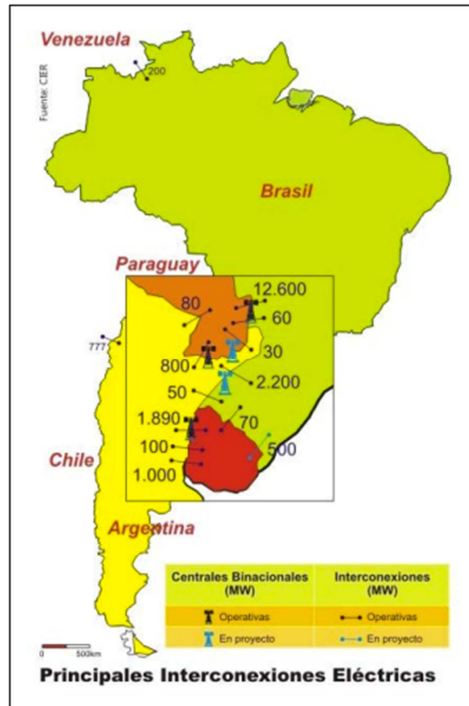 Venezuela
Fuente: CIER
200
Brasil
Paraguay
12.600
80
60
777
30
800
2.200
50
1.890
70
Chile
100
500
1.000
Argentina
Centrales Binacionales (MW)
Interconexiones (MW)
Operativas
Operativas
En proyecto
En proyecto
0 500km
Principales Interconexiones Eléctricas